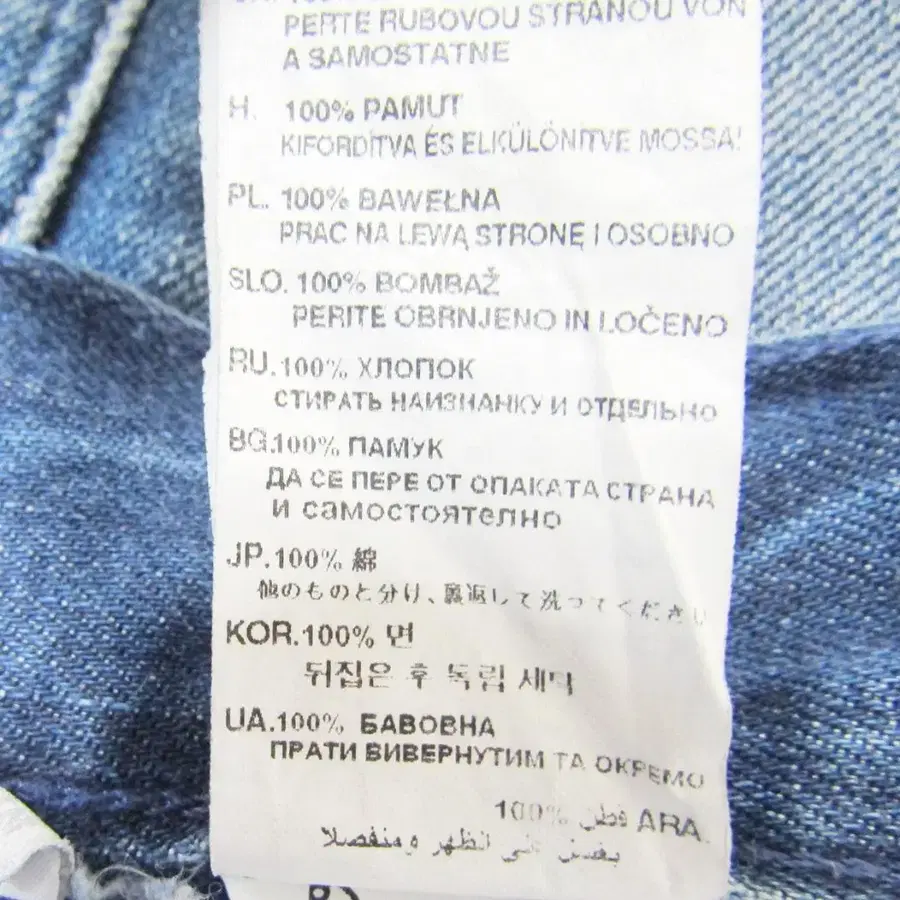 PERTE RUBOVOU STRANOU VON
A SAMOSTATNE
H. 100% PAMUT
KIFORDÍTVA ÉS ELKÜLÖNÍTVE MOSSA!
PL. 100% BAWEŁNA
PRAC NA LEWĄ STRONĘ I OSOBNO
SLO. 100% BOMBAŽ
PERITE OBRNJENO IN LOČENO
RU.100% ХЛОПОК
СТИРАТЬ НАИЗНАНКУ И ОТДЕЛЬНО
BG.100% ПАМУК
ДА СЕ ПЕРЕ ОТ ОПАКАТА СТРАНА
И САМОСТОЯТЕЛНО
JP.100% 綿
他のものと分け、裏返して洗ってください
KOR.100% 면
뒤집은 후 독립 세탁
UA.100% БАВОВНА
ПРАТИ ВИВЕРНУТИМ ТА ОКРЕМО
100% قطن ARA.
الظهر ومنفصلا